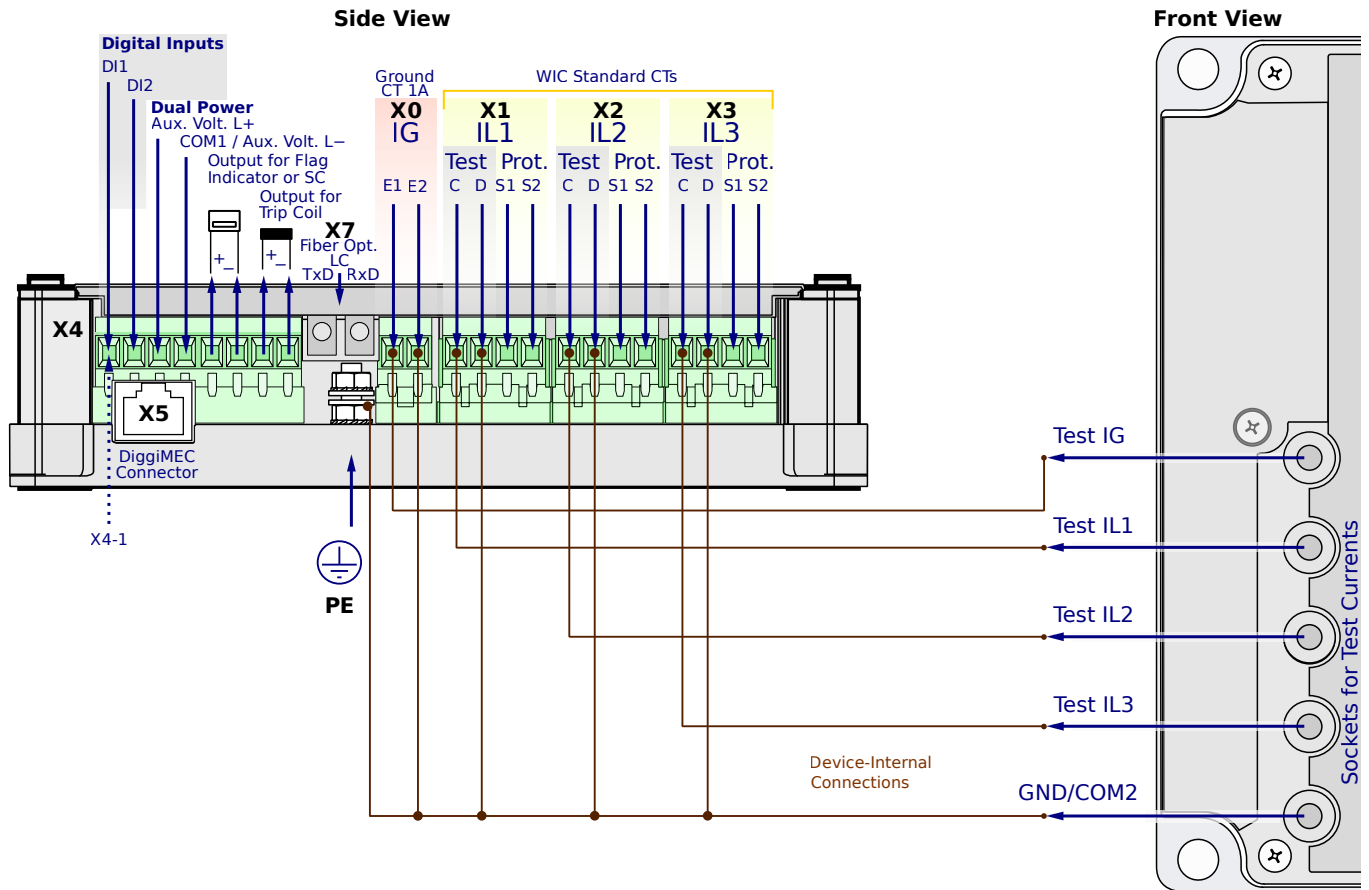 Side View
Front View
Digital Inputs
DI1
DI2
Dual Power
Aux. Volt. L+
COM1 / Aux. Volt. L−
Output for Flag
Indicator or SC
Output for
Trip Coil
+
−
+
−
X7
Fiber Opt.
LC
TxD RxD
Ground
CT 1A
X0
IG
E1 E2
WIC Standard CTs
X1
IL1
Test Prot.
C D S1 S2
X2
IL2
Test Prot.
C D S1 S2
X3
IL3
Test Prot.
C D S1 S2
X4
X5
DiggiMEC
Connector
X4-1
PE
Test IG
Test IL1
Test IL2
Test IL3
GND/COM2
Device-Internal
Connections
Sockets for Test Currents